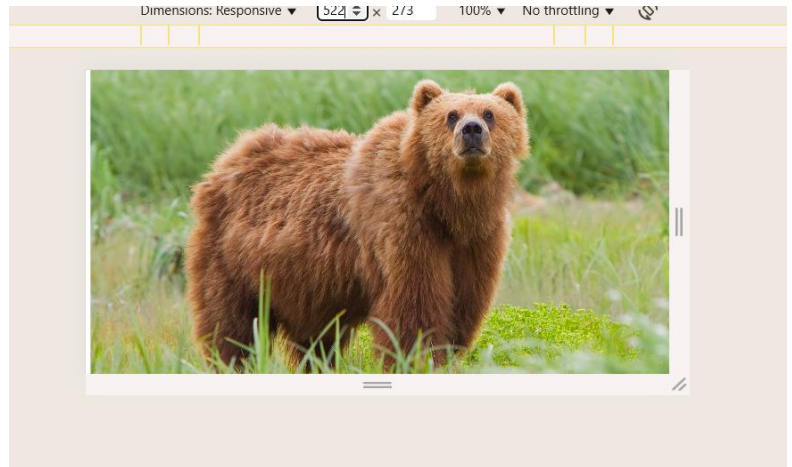 Dimensions: Responsive ▼ 522 × 273 100% ▼ No throttling ▼